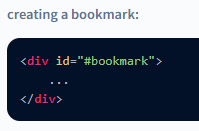 creating a bookmark:
<div id="#bookmark">
    ...
</div>